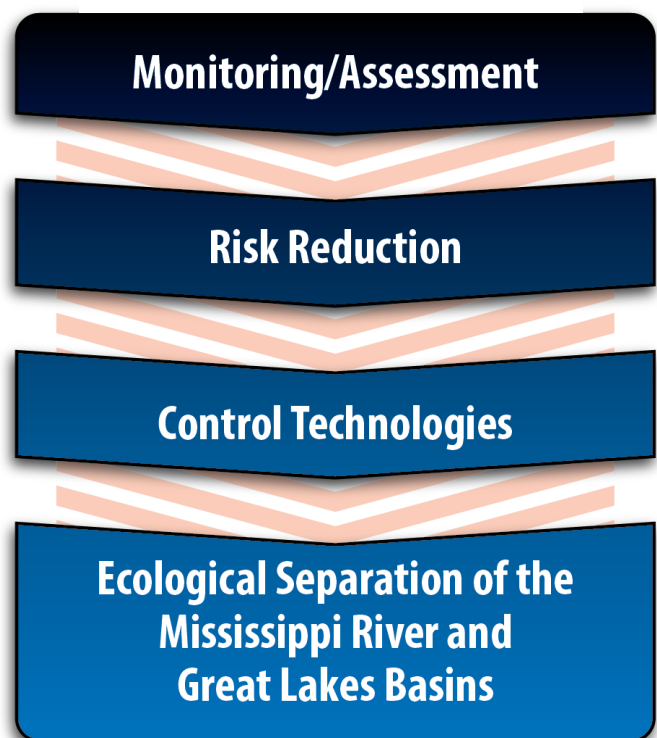 Monitoring/Assessment
Risk Reduction
Control Technologies
Ecological Separation of the
Mississippi River and
Great Lakes Basins